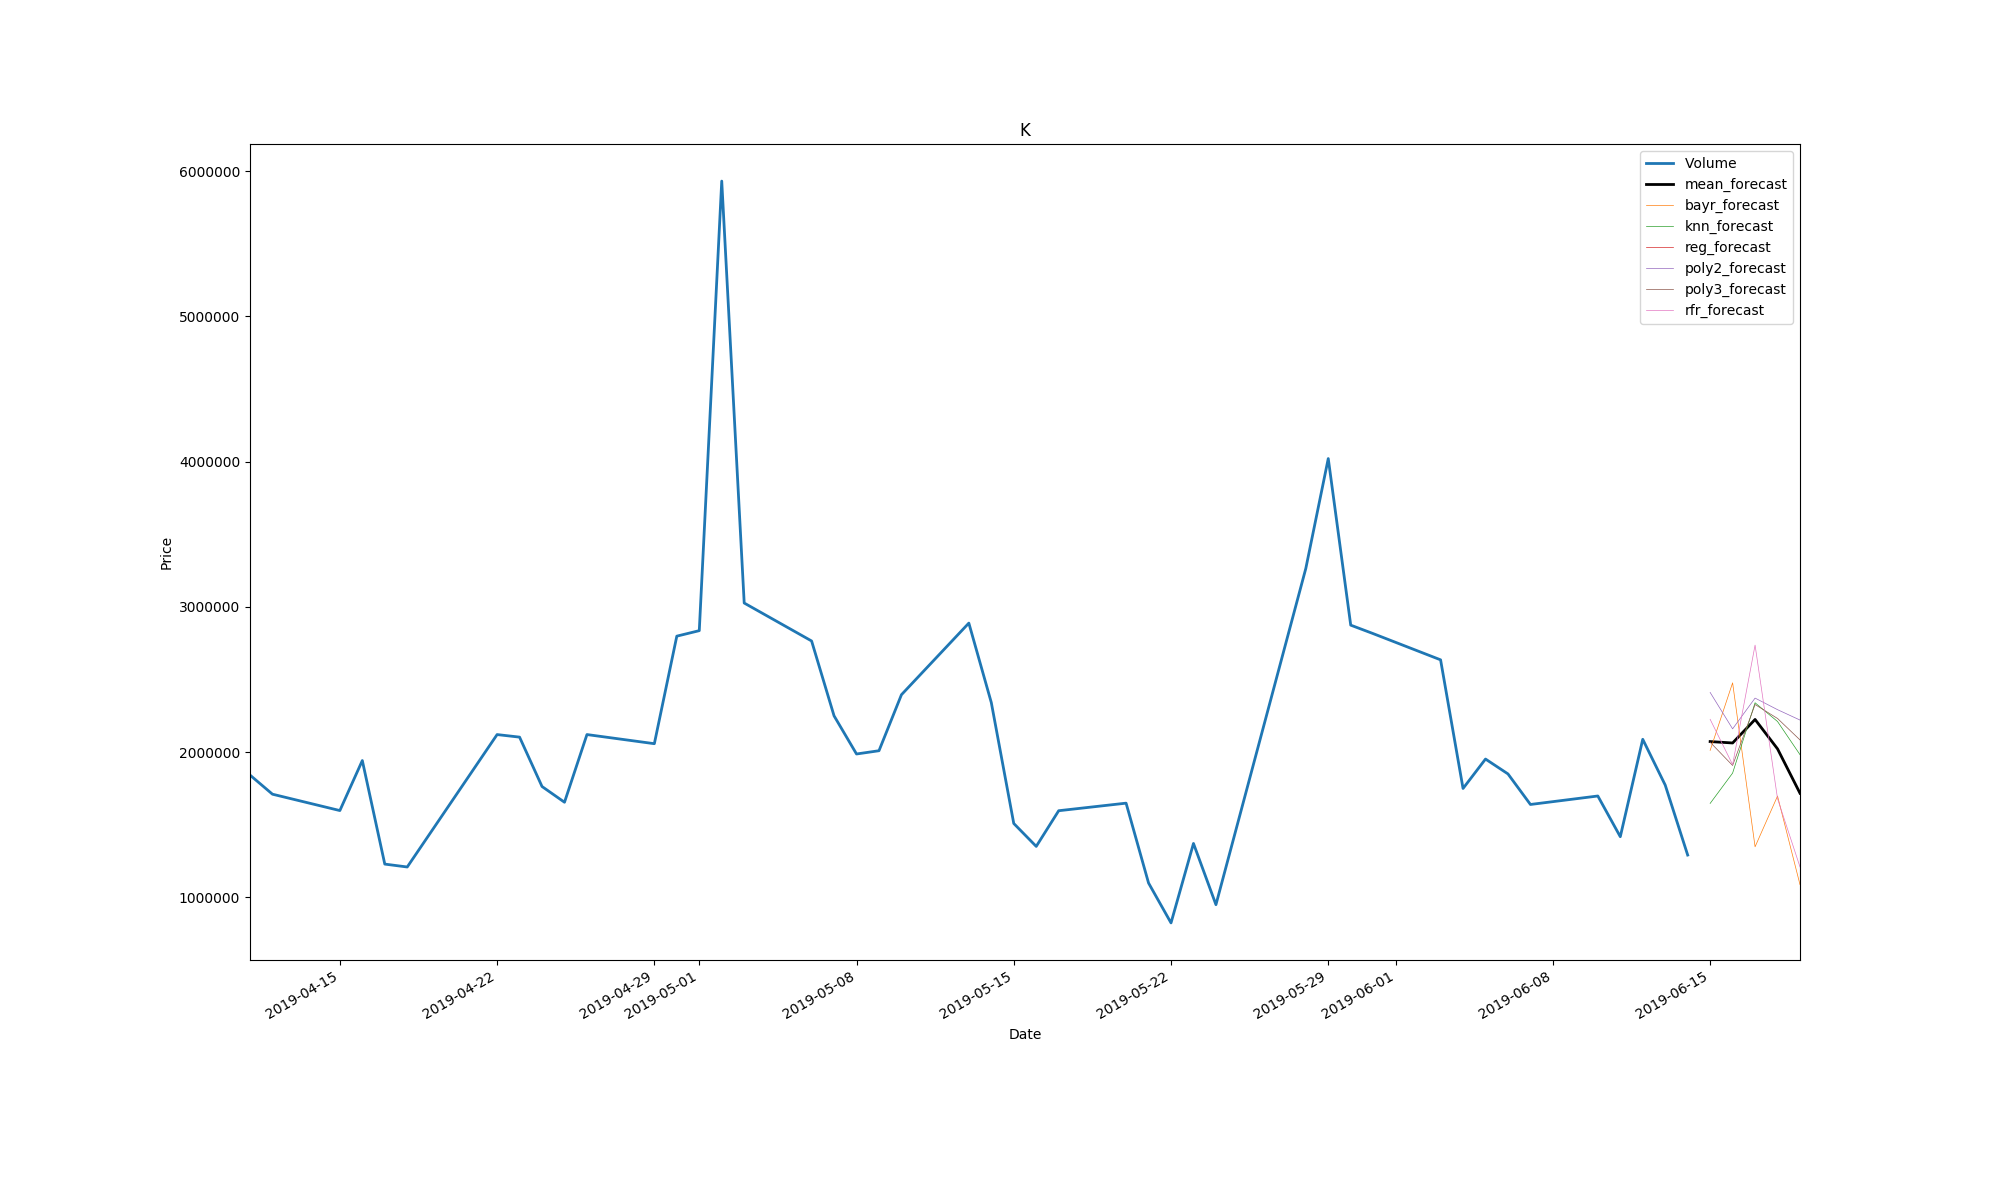 K
6000000
5000000
4000000
3000000
2000000
1000000
Price
Volume
mean_forecast
bayr_forecast
knn_forecast
reg_forecast
poly2_forecast
poly3_forecast
rfr_forecast
2019-04-15
2019-04-22
2019-04-29
2019-05-01
2019-05-08
2019-05-15
2019-05-22
2019-05-29
2019-06-01
2019-06-08
2019-06-15
Date